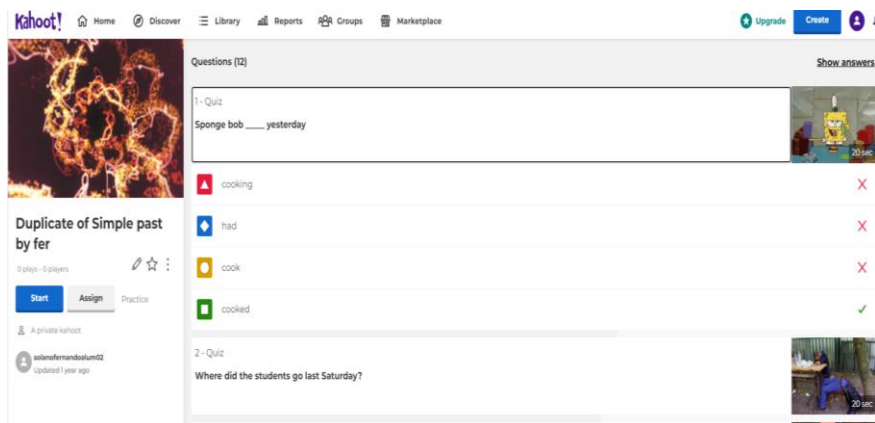 Kahoot!
Home
Discover
Library
Reports
Groups
Marketplace
Upgrade
Create
Questions (12)
Show answers
1 - Quiz
Sponge bob ____ yesterday
20 sec
cooking
had
cook
cooked
Duplicate of Simple past
by fer
0 plays · 0 players
Start
Assign
Practice
A private kahoot
solanofernandoalum02
Updated 1 year ago
2 - Quiz
Where did the students go last Saturday?
20 sec